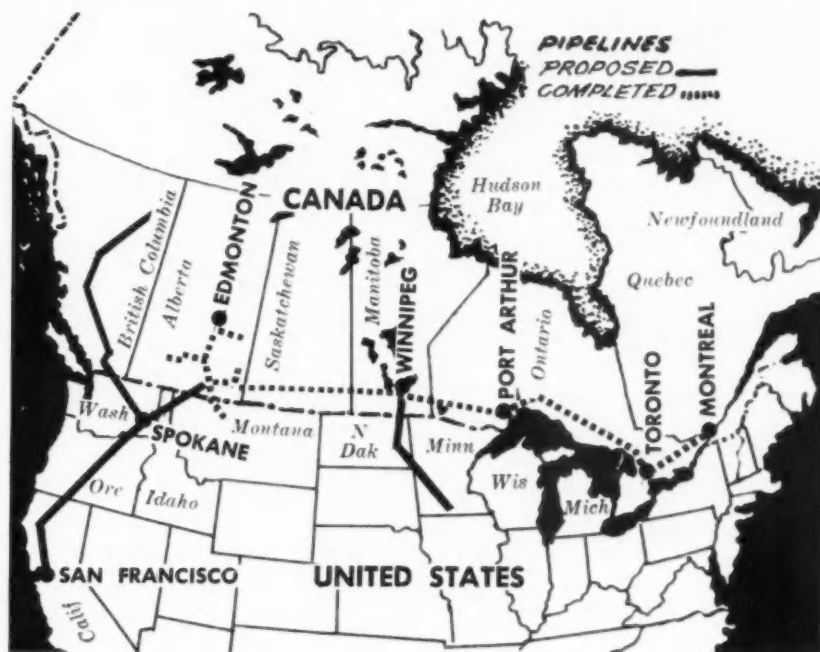 PIPELINES
PROPOSED
COMPLETED
CANADA
Hudson
Bay
Newfoundland
Quebec
British Columbia
Alberta
EDMONTON
Saskatchewan
Manitoba
WINNIPEG
PORT ARTHUR
Ontario
TORONTO
MONTREAL
Wash
SPOKANE
Montana
N
Dak
Minn
Wis
Mich
Ore
Idaho
SAN FRANCISCO
UNITED STATES
Calif